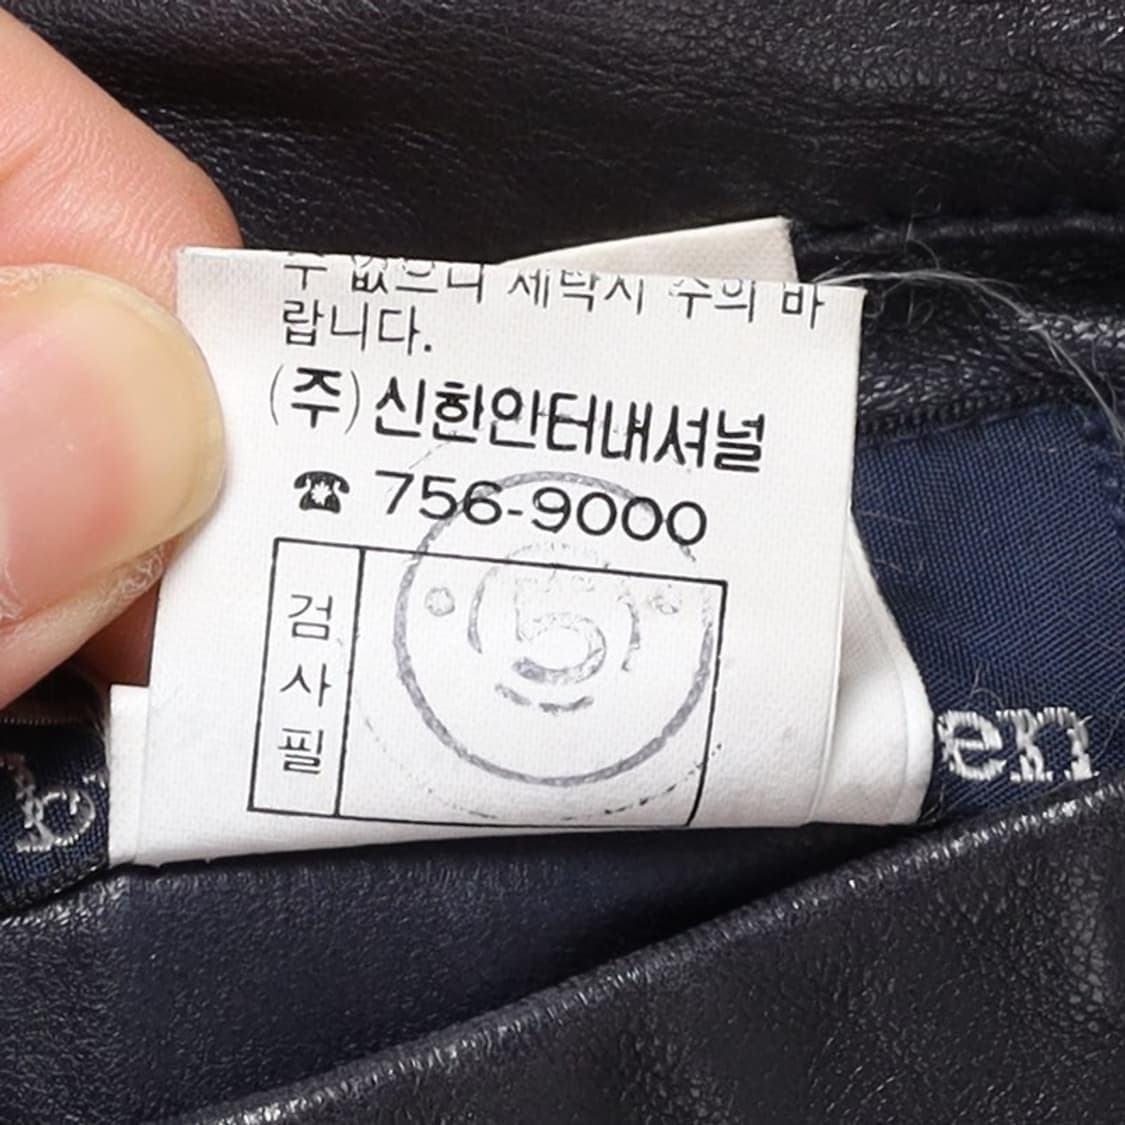 수 없으니 세탁시 주의 바
랍니다.
(주)신한인터내셔널
☎ 756-9000
검
사
필
5
en